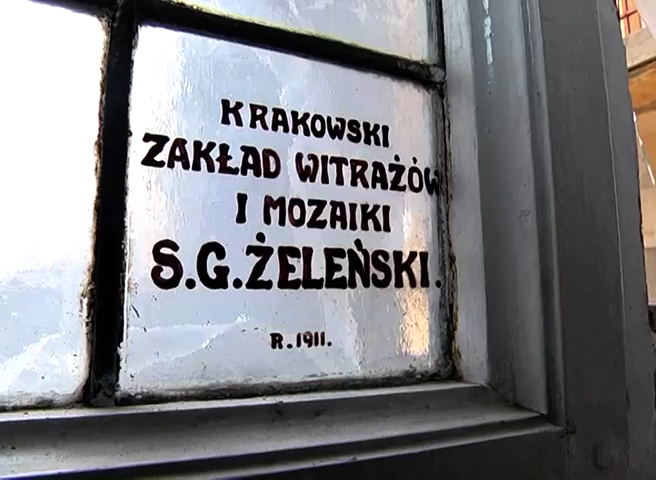 KRAKOWSKI
ZAKŁAD WITRAŻÓW
I MOZAIKI
S.G.ŻELEŃSKI.
R.1911.